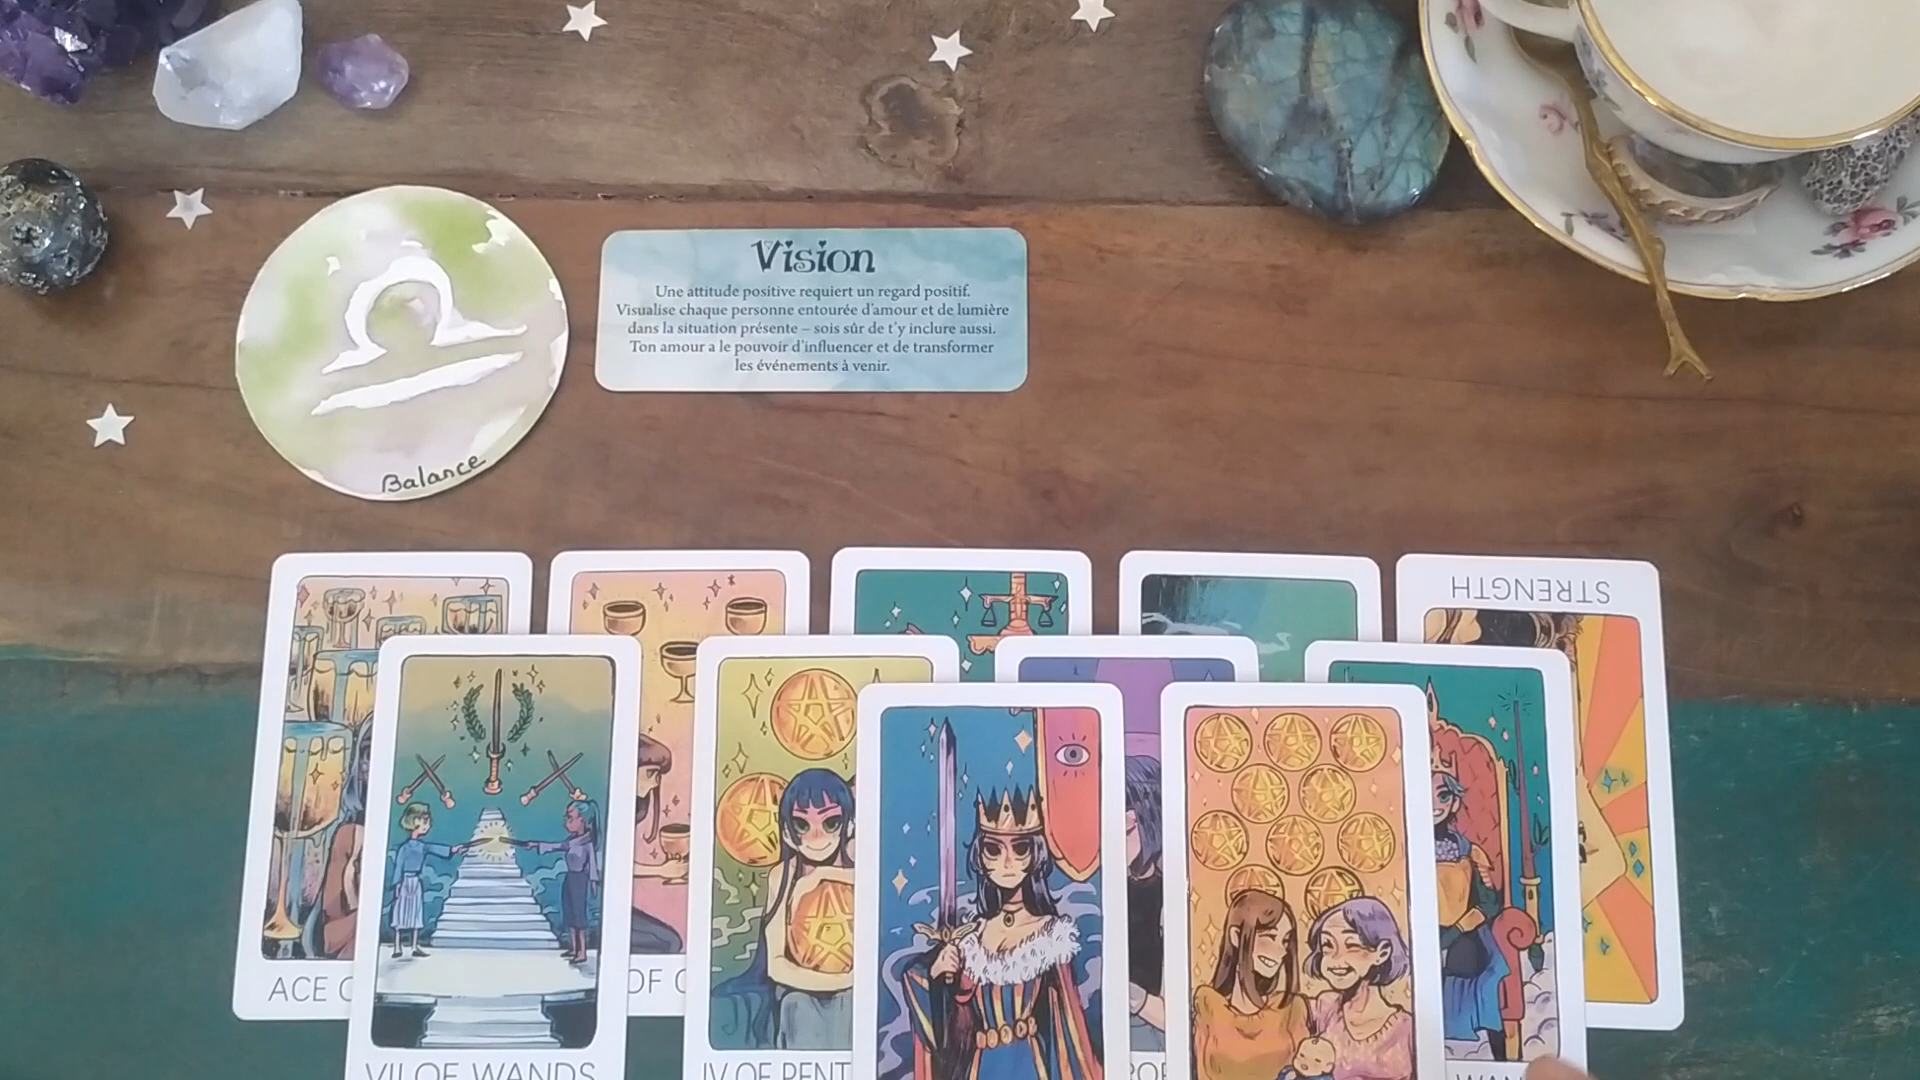 Vision
Une attitude positive requiert un regard positif.
Visualise chaque personne entourée d'amour et de lumière
dans la situation présente – sois sûr de t'y inclure aussi.
Ton amour a le pouvoir d'influencer et de transformer
les événements à venir.
Balance
STRENGTH
ACE
OF
VII OF WANDS
IV OF PENT
WAN